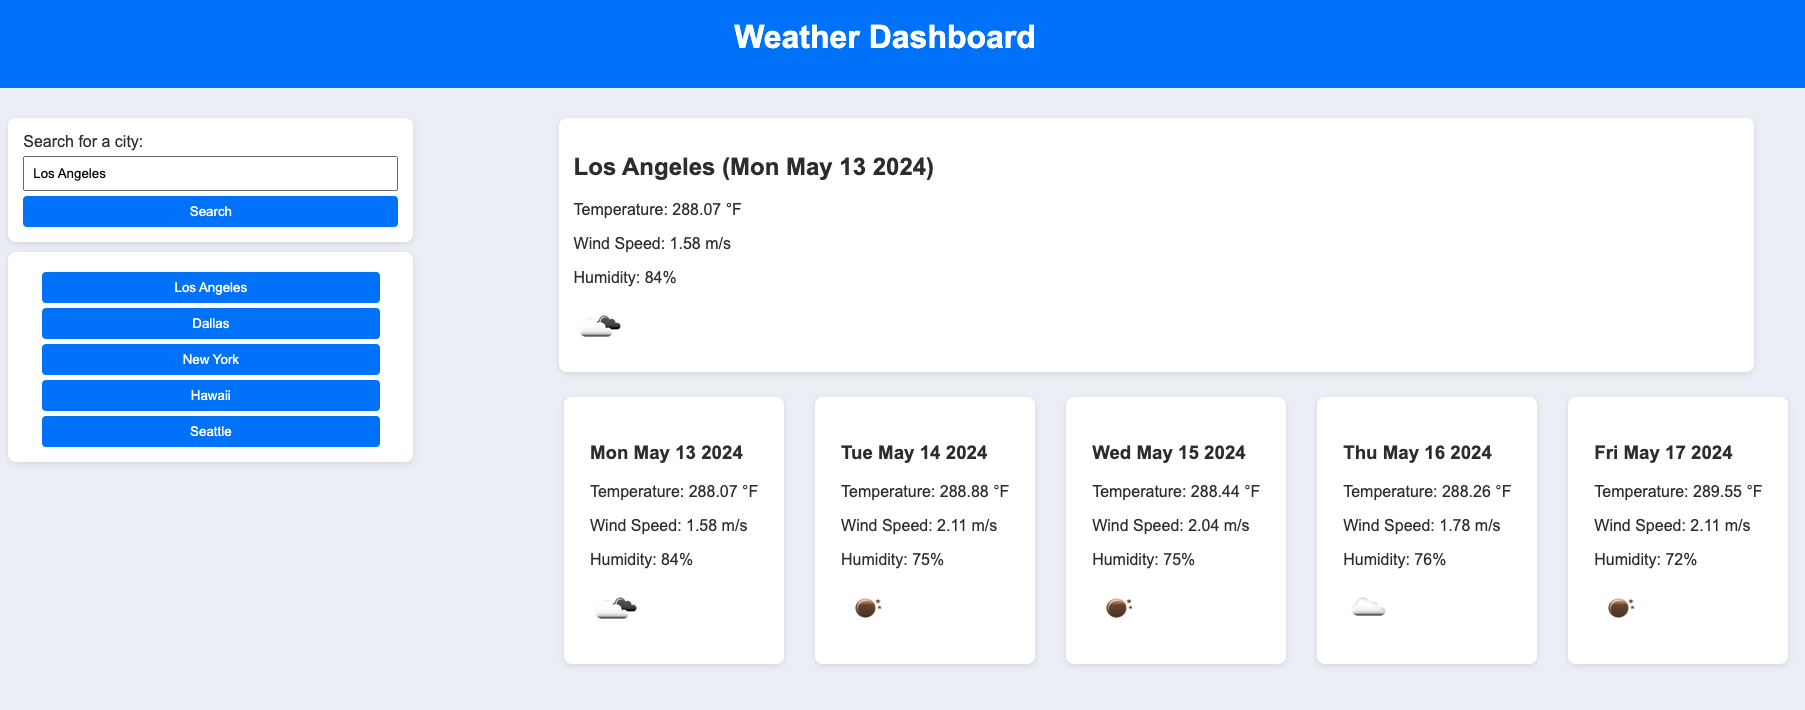 Weather Dashboard
Search for a city:
Los Angeles
Search
Los Angeles
Dallas
New York
Hawaii
Seattle
Los Angeles (Mon May 13 2024)
Temperature: 288.07 °F
Wind Speed: 1.58 m/s
Humidity: 84%
Mon May 13 2024
Temperature: 288.07 °F
Wind Speed: 1.58 m/s
Humidity: 84%
Tue May 14 2024
Temperature: 288.88 °F
Wind Speed: 2.11 m/s
Humidity: 75%
Wed May 15 2024
Temperature: 288.44 °F
Wind Speed: 2.04 m/s
Humidity: 75%
Thu May 16 2024
Temperature: 288.26 °F
Wind Speed: 1.78 m/s
Humidity: 76%
Fri May 17 2024
Temperature: 289.55 °F
Wind Speed: 2.11 m/s
Humidity: 72%